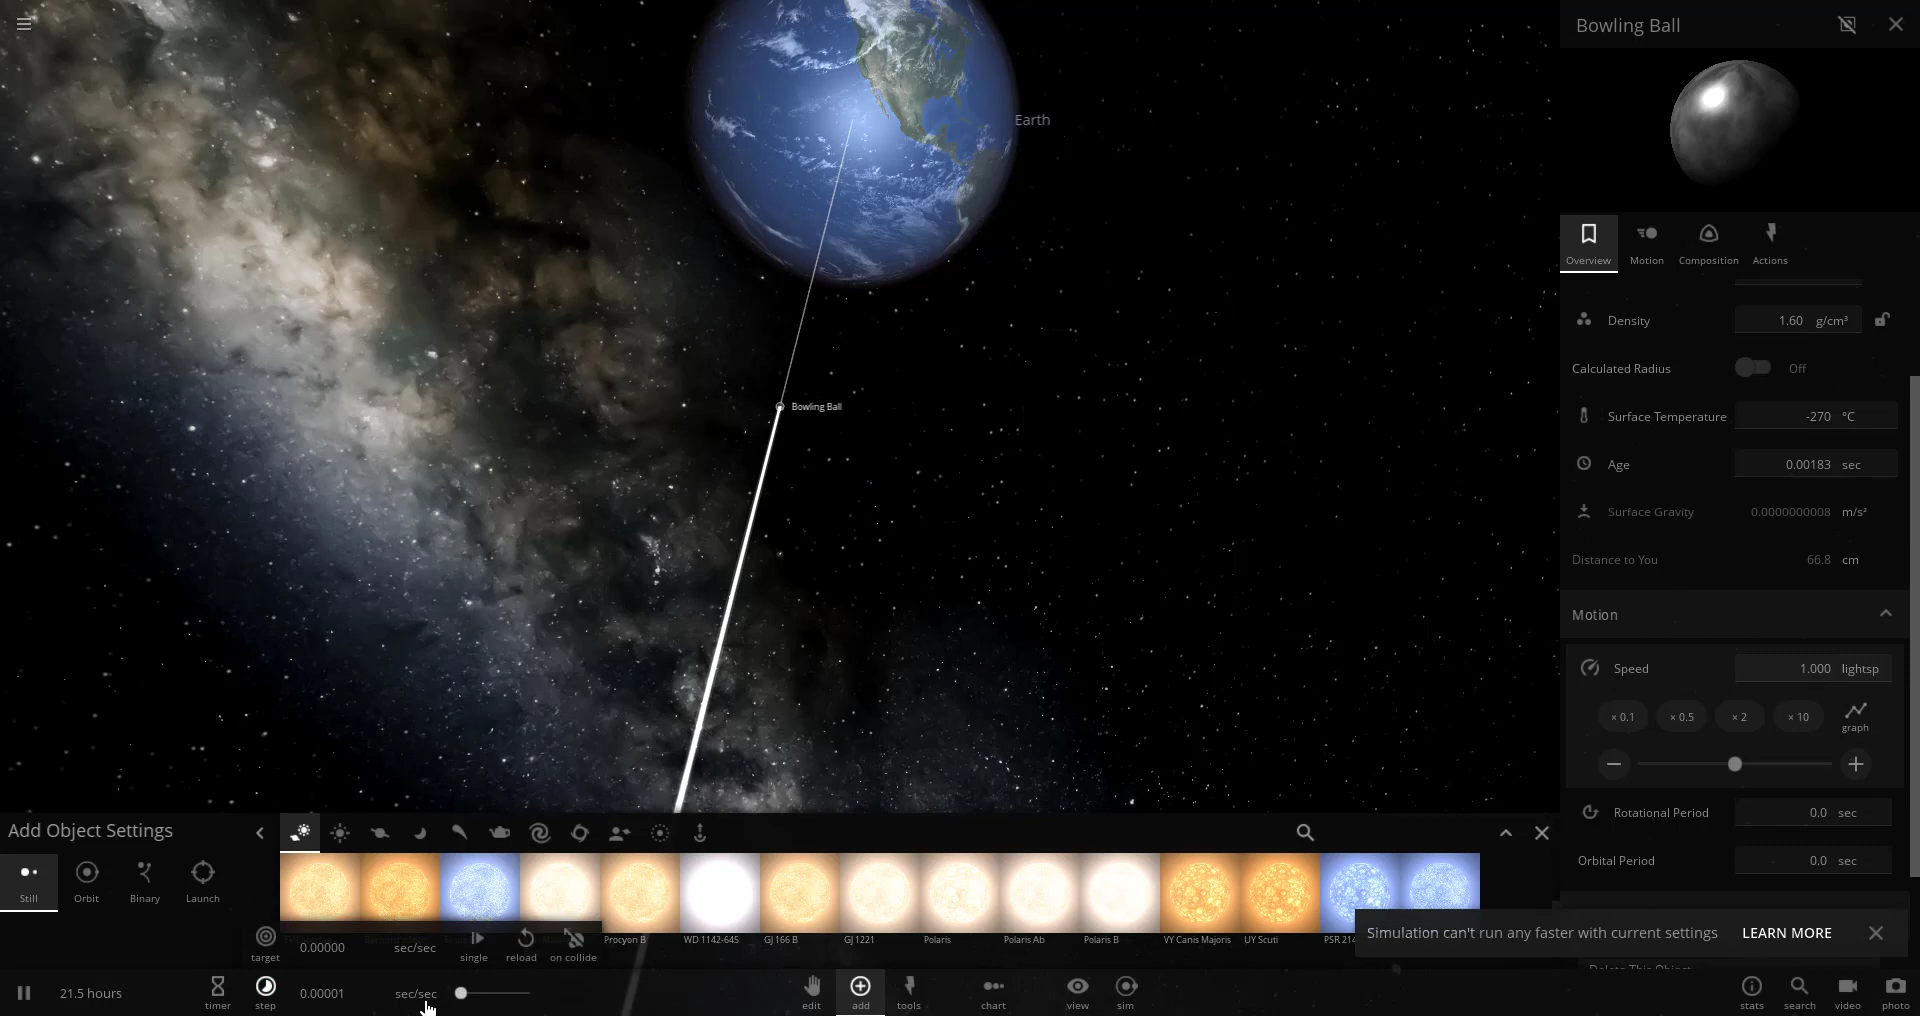 Bowling Ball
Earth
Bowling Ball
Overview
Motion
Composition
Actions
Density 1.60 g/cm³
Calculated Radius Off
Surface Temperature -270 °C
Age 0.00183 sec
Surface Gravity 0.0000000008 m/s²
Distance to You 66.8 cm
Motion
Speed 1.000 lightsp
× 0.1
× 0.5
× 2
× 10
graph
Rotational Period 0.0 sec
Orbital Period 0.0 sec
Add Object Settings
Still
Orbit
Binary
Launch
Procyon B
WD 1142-645
GJ 166 B
GJ 1221
Polaris
Polaris Ab
Polaris B
VY Canis Majoris
UY Scuti
PSR 214
target
0.00000 sec/sec
single
reload
on collide
Simulation can't run any faster with current settings LEARN MORE
Delete This Object
21.5 hours
timer
step
0.00001 sec/sec
edit
add
tools
chart
view
sim
stats
search
video
photo